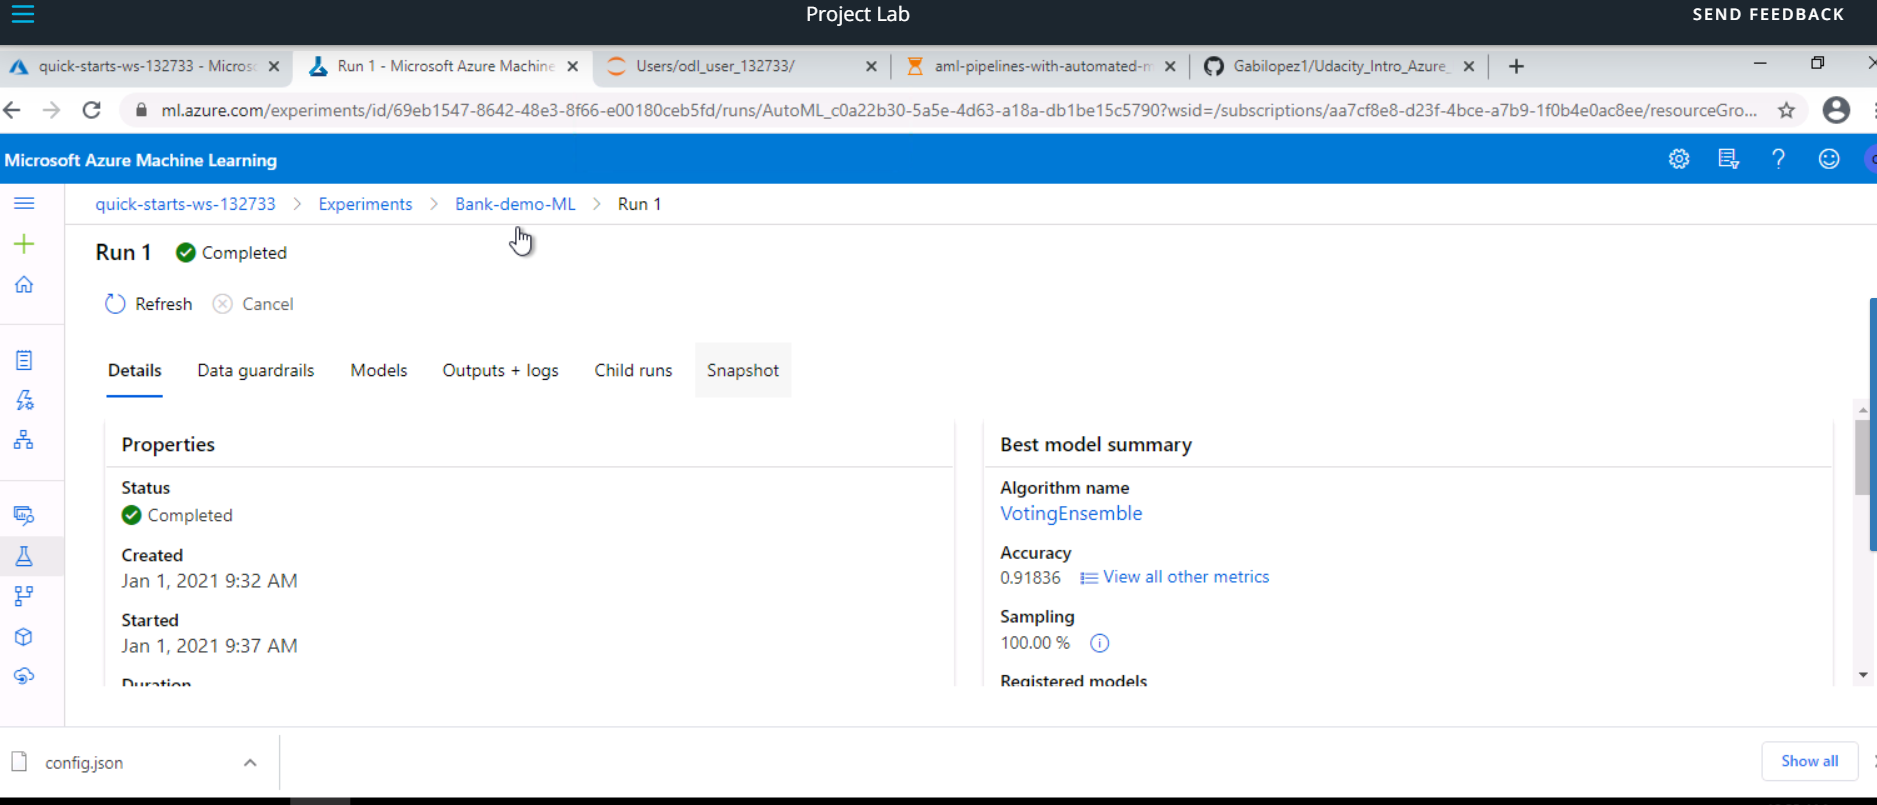 Project Lab
SEND FEEDBACK
quick-starts-ws-132733 - Micros
Run 1 - Microsoft Azure Machine
Users/odl_user_132733/
aml-pipelines-with-automated-m
Gabilopez1/Udacity_Intro_Azure_
ml.azure.com/experiments/id/69eb1547-8642-48e3-8f66-e00180ceb5fd/runs/AutoML_c0a22b30-5a5e-4d63-a18a-db1be15c5790?wsid=/subscriptions/aa7cf8e8-d23f-4bce-a7b9-1f0b4e0ac8ee/resourceGro...
Microsoft Azure Machine Learning
quick-starts-ws-132733 > Experiments > Bank-demo-ML > Run 1
Run 1 Completed
Refresh Cancel
Details Data guardrails Models Outputs + logs Child runs Snapshot
Properties
Status
Completed
Created
Jan 1, 2021 9:32 AM
Started
Jan 1, 2021 9:37 AM
Duration
Best model summary
Algorithm name
VotingEnsemble
Accuracy
0.91836 View all other metrics
Sampling
100.00 %
Registered models
config.json
Show all